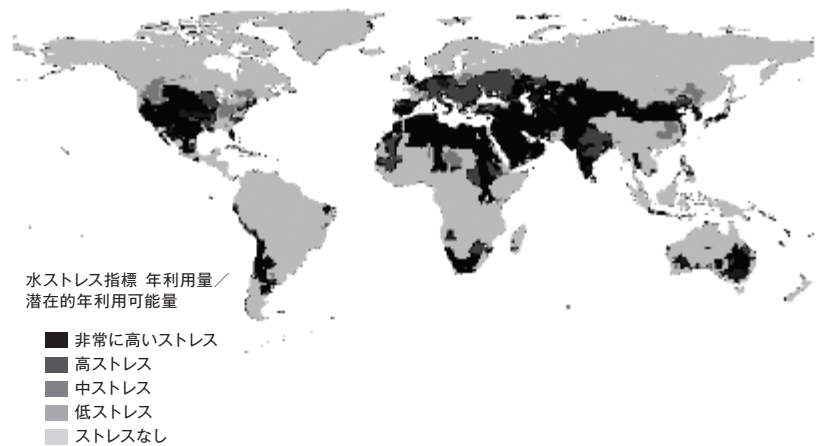 水ストレス指標 年利用量／
潜在的年利用可能量
非常に高いストレス
高ストレス
中ストレス
低ストレス
ストレスなし